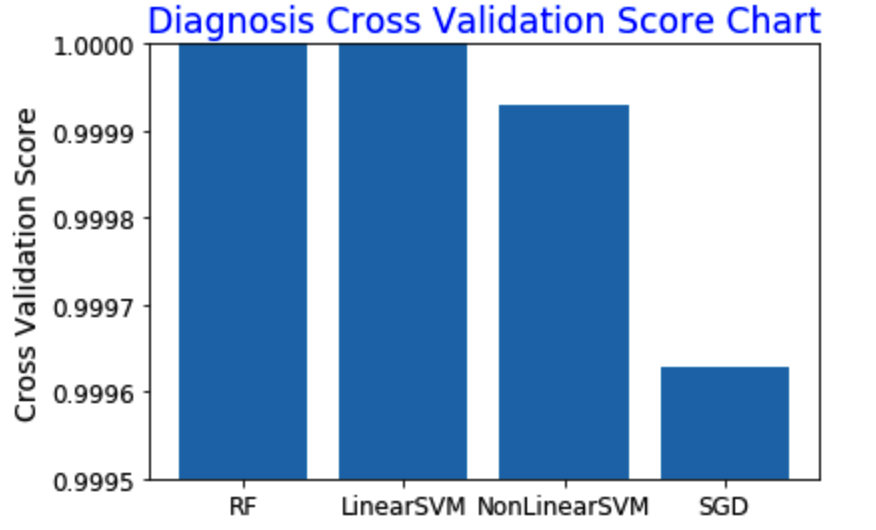 Diagnosis Cross Validation Score Chart
Cross Validation Score
1.0000
0.9999
0.9998
0.9997
0.9996
0.9995
RF LinearSVM NonLinearSVM SGD